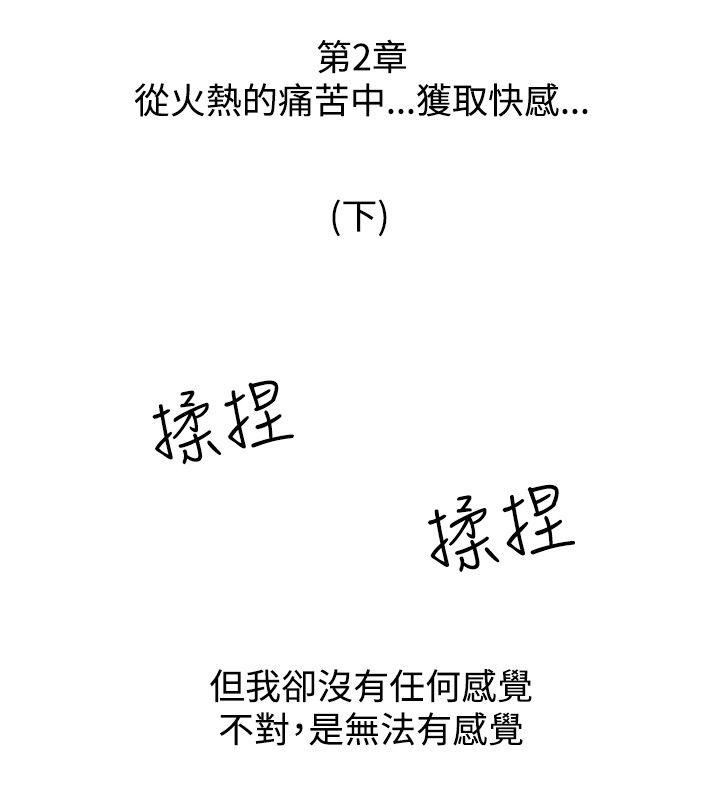 第2章
從火熱的痛苦中...獲取快感...
(下)
揉捏
揉捏
但我卻沒有任何感覺
不對,是無法有感覺